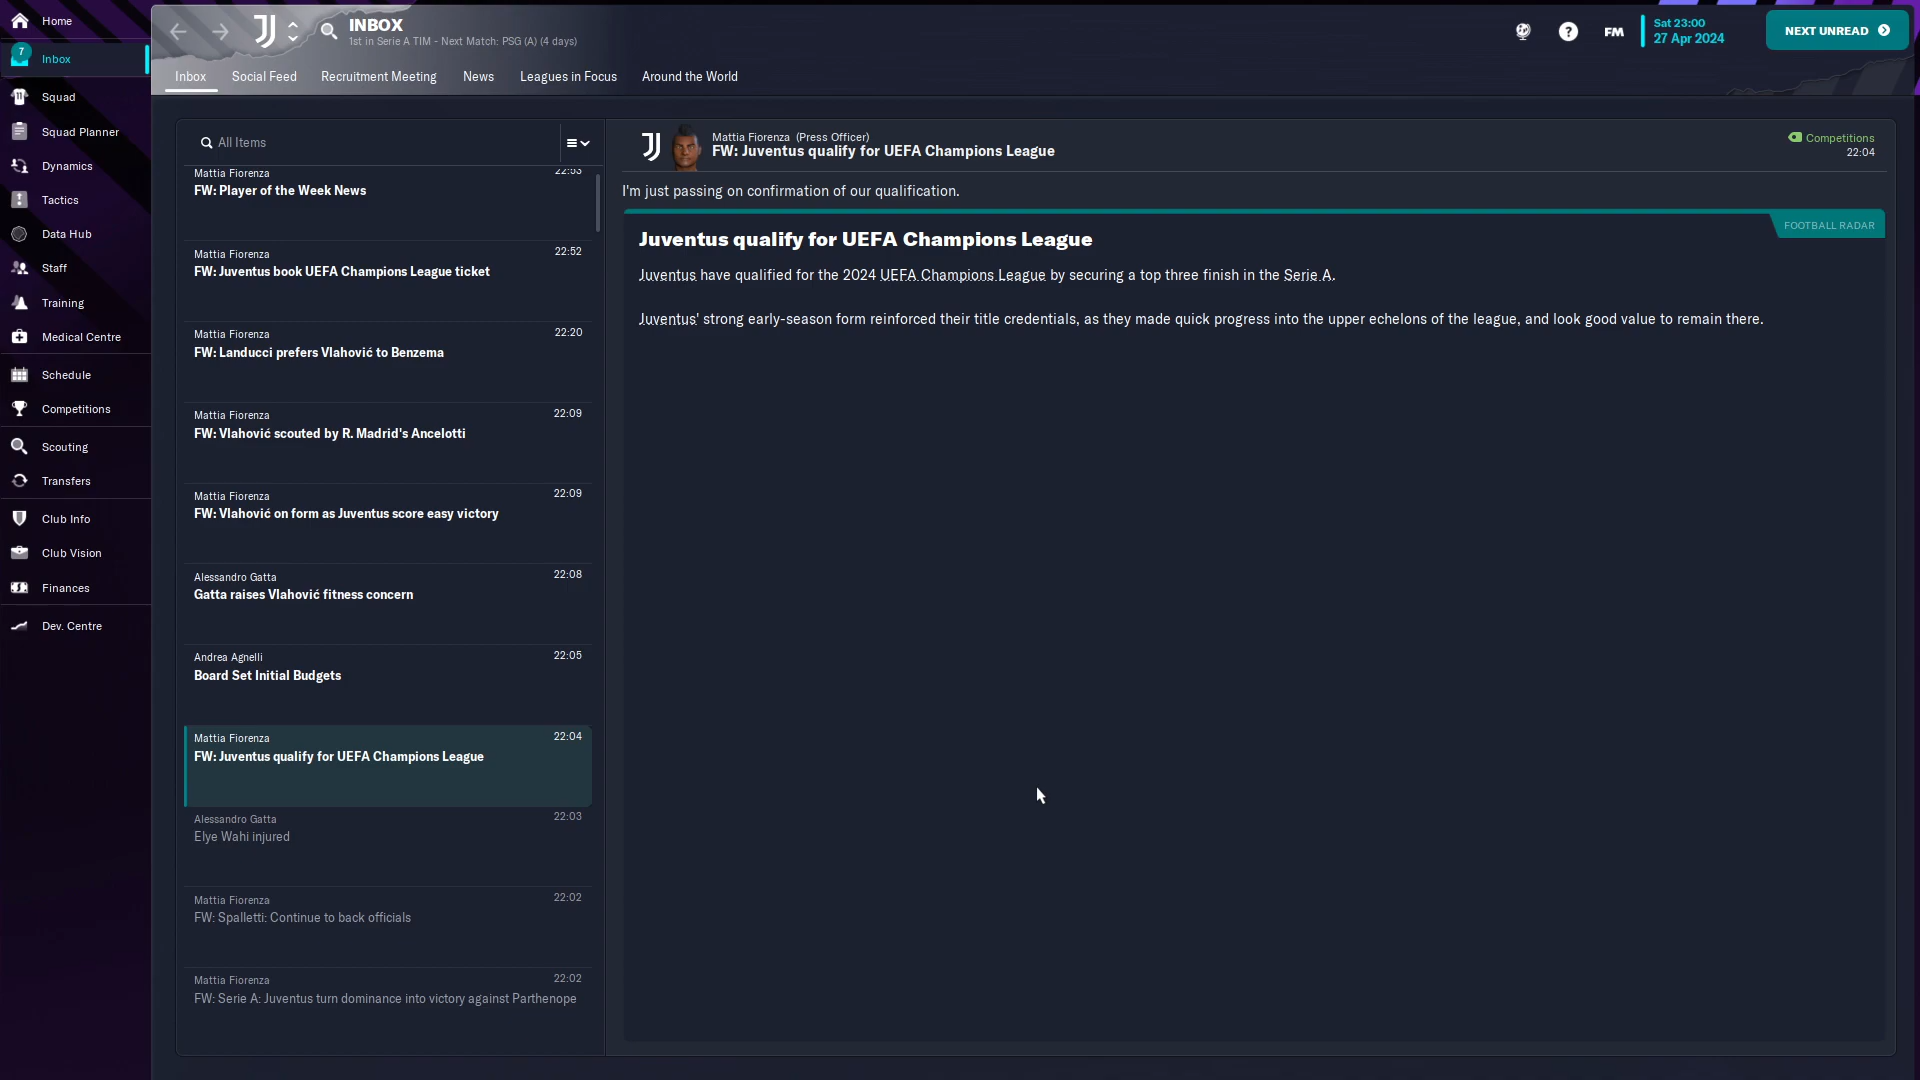 Home
7
Inbox
Squad
Squad Planner
Dynamics
Tactics
Data Hub
Staff
Training
Medical Centre
Schedule
Competitions
Scouting
Transfers
Club Info
Club Vision
Finances
Dev. Centre
INBOX
1st in Serie A TIM - Next Match: PSG (A) (4 days)
FM
Sat 23:00
27 Apr 2024
NEXT UNREAD
Inbox
Social Feed
Recruitment Meeting
News
Leagues in Focus
Around the World
All Items
Mattia Fiorenza 22:53
FW: Player of the Week News
Mattia Fiorenza 22:52
FW: Juventus book UEFA Champions League ticket
Mattia Fiorenza 22:20
FW: Landucci prefers Vlahović to Benzema
Mattia Fiorenza 22:09
FW: Vlahović scouted by R. Madrid's Ancelotti
Mattia Fiorenza 22:09
FW: Vlahović on form as Juventus score easy victory
Alessandro Gatta 22:08
Gatta raises Vlahović fitness concern
Andrea Agnelli 22:05
Board Set Initial Budgets
Mattia Fiorenza 22:04
FW: Juventus qualify for UEFA Champions League
Alessandro Gatta 22:03
Elye Wahi injured
Mattia Fiorenza 22:02
FW: Spalletti: Continue to back officials
Mattia Fiorenza 22:02
FW: Serie A: Juventus turn dominance into victory against Parthenope
Mattia Fiorenza (Press Officer)
FW: Juventus qualify for UEFA Champions League
Competitions
22:04
I'm just passing on confirmation of our qualification.
FOOTBALL RADAR
Juventus qualify for UEFA Champions League
Juventus have qualified for the 2024 UEFA Champions League by securing a top three finish in the Serie A.
Juventus' strong early-season form reinforced their title credentials, as they made quick progress into the upper echelons of the league, and look good value to remain there.